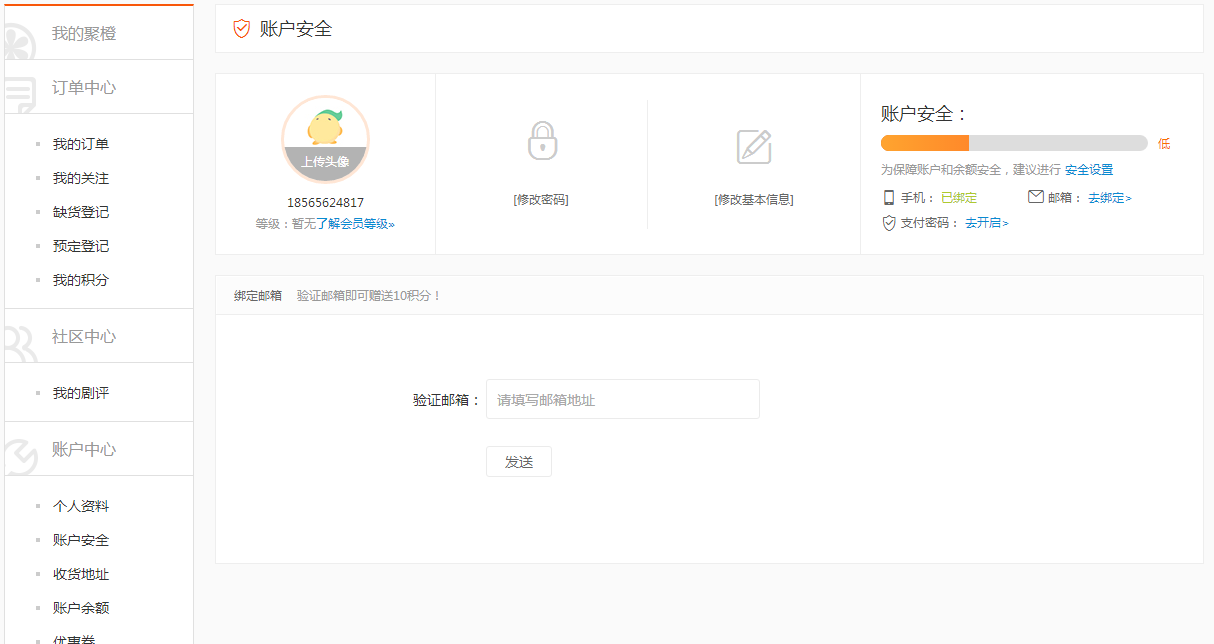 我的聚橙
订单中心
我的订单
我的关注
缺货登记
预定登记
我的积分
社区中心
我的剧评
账户中心
个人资料
账户安全
收货地址
账户余额
优惠券
账户安全
上传头像
18565624817
等级：暂无了解会员等级»
[修改密码]
[修改基本信息]
账户安全：
低
为保障账户和余额安全，建议进行 安全设置
手机： 已绑定 邮箱： 去绑定>
支付密码： 去开启>
绑定邮箱 验证邮箱即可赠送10积分！
验证邮箱： 请填写邮箱地址
发送